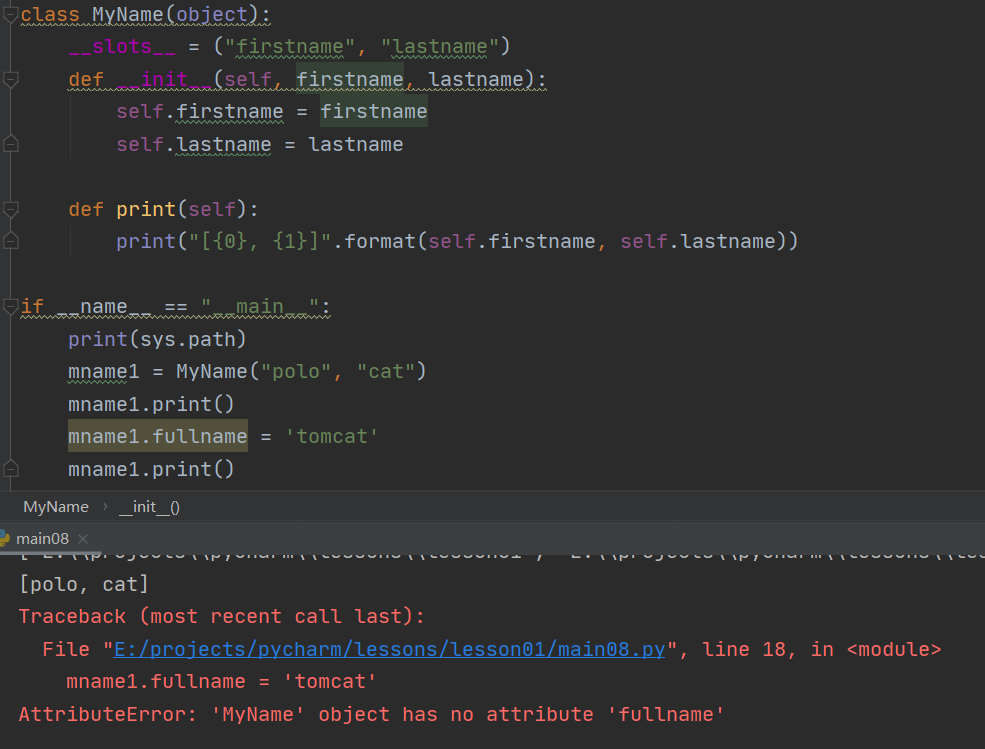 class MyName(object):
    __slots__ = ("firstname", "lastname")
    def __init__(self, firstname, lastname):
        self.firstname = firstname
        self.lastname = lastname
    def print(self):
        print("[{0}, {1}]".format(self.firstname, self.lastname))
if __name__ == "__main__":
    print(sys.path)
    mname1 = MyName("polo", "cat")
    mname1.print()
    mname1.fullname = 'tomcat'
    mname1.print()
MyName › __init__()
main08 ×
[polo, cat]
Traceback (most recent call last):
  File "E:/projects/pycharm/lessons/lesson01/main08.py", line 18, in <module>
    mname1.fullname = 'tomcat'
AttributeError: 'MyName' object has no attribute 'fullname'